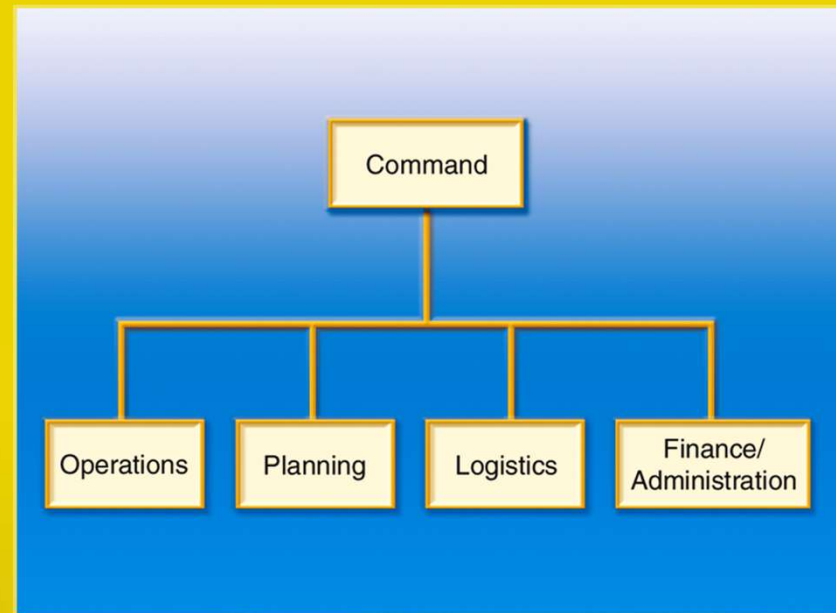 Command
Operations
Planning
Logistics
Finance/
Administration